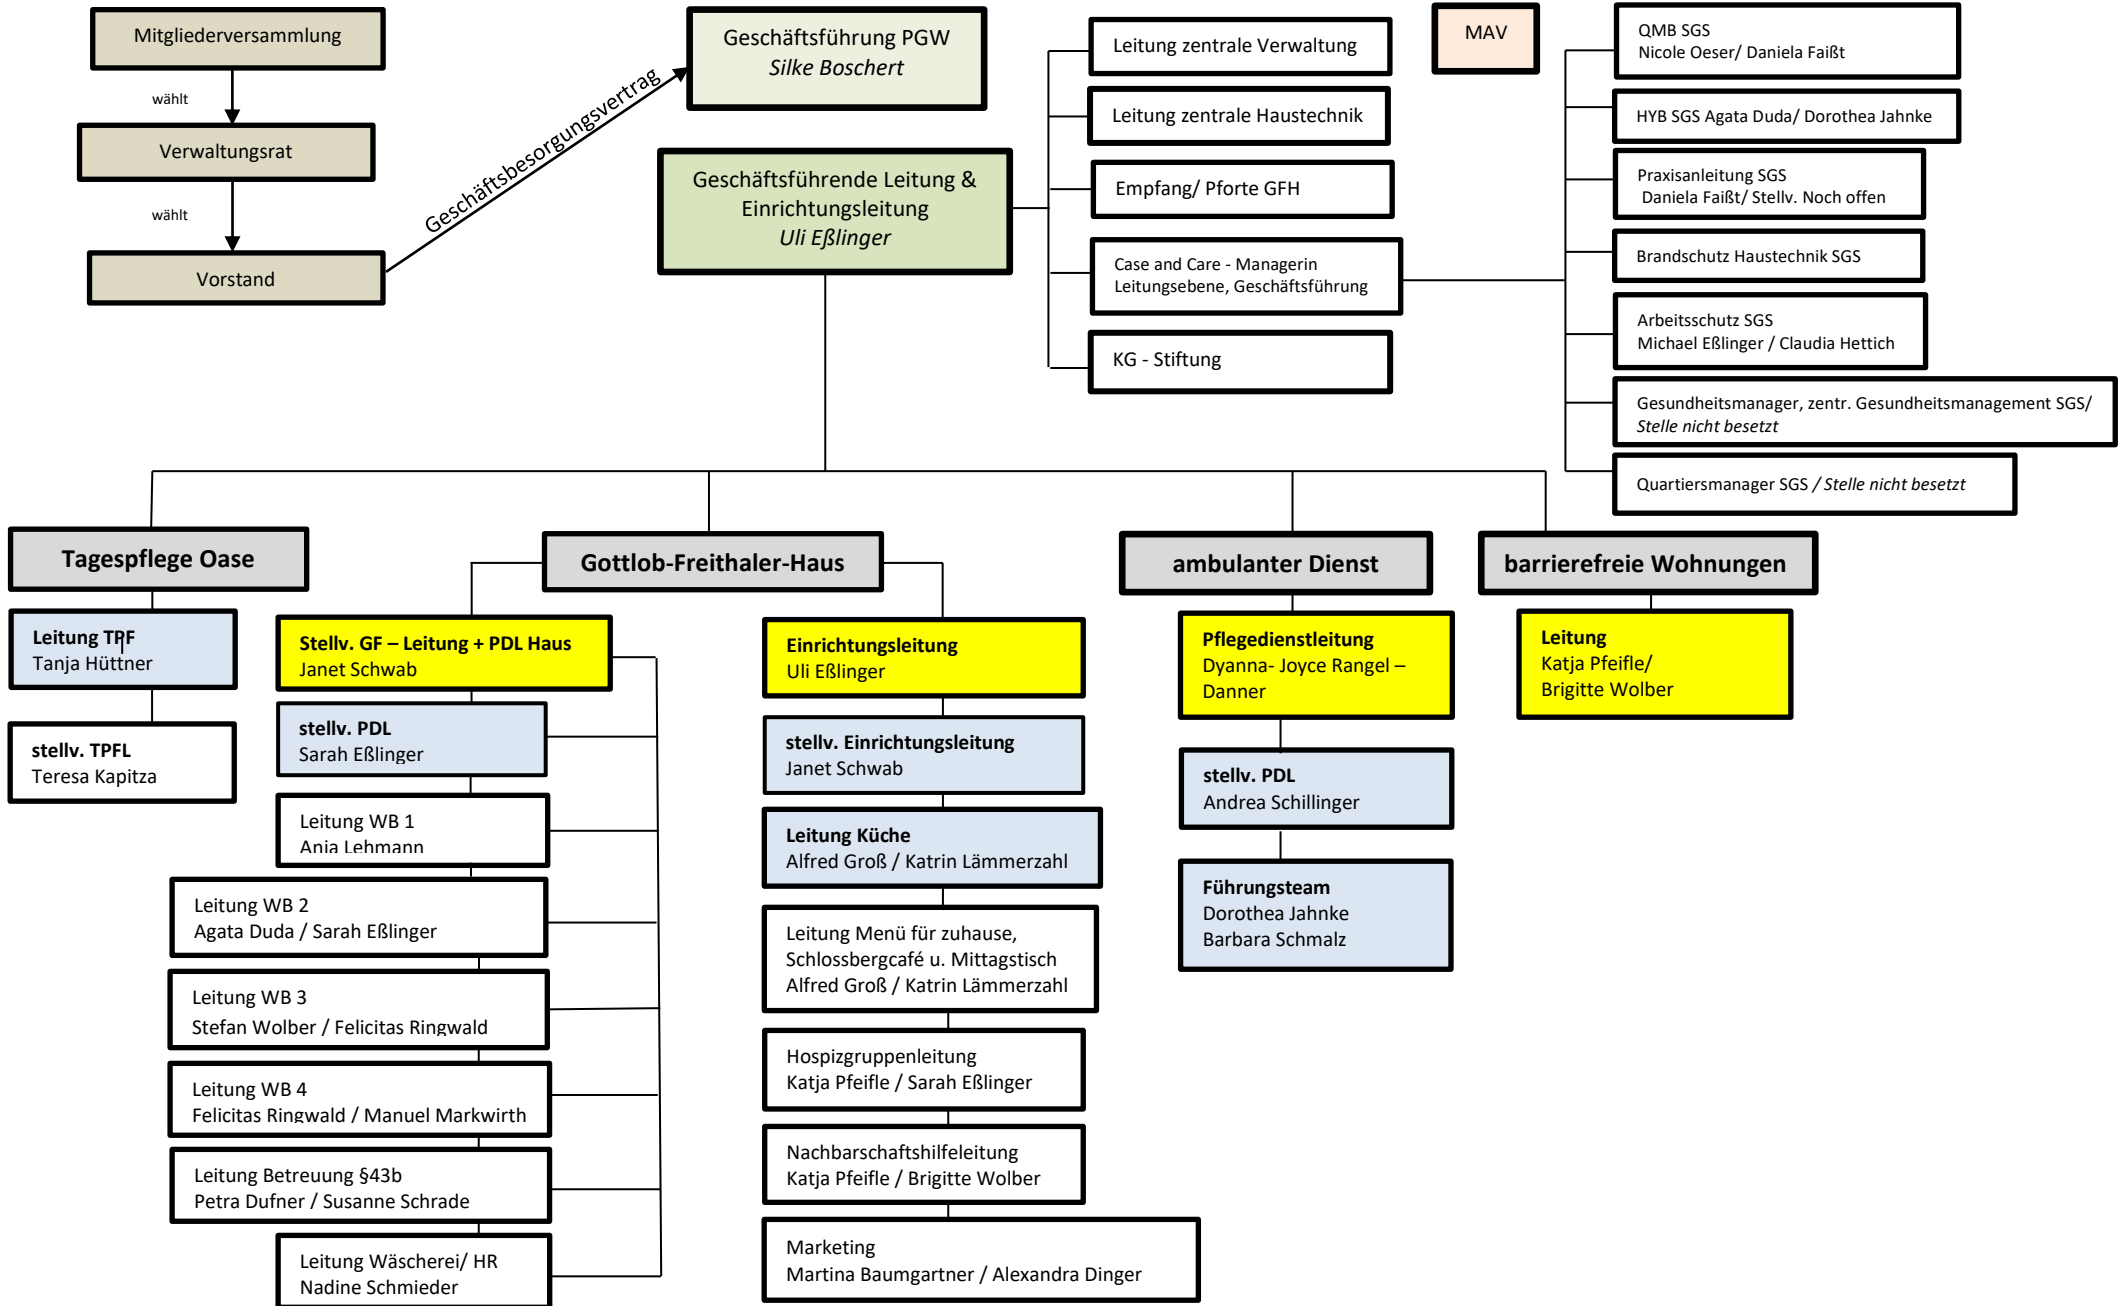 Mitgliederversammlung
wählt
Verwaltungsrat
wählt
Vorstand
Geschäftsbesorgungsvertrag
Geschäftsführung PGW
Silke Boschert
Geschäftsführende Leitung &
Einrichtungsleitung
Uli Eßlinger
Leitung zentrale Verwaltung
Leitung zentrale Haustechnik
Empfang/ Pforte GFH
Case and Care - Managerin
Leitungsebene, Geschäftsführung
KG - Stiftung
MAV
QMB SGS
Nicole Oeser/ Daniela Faißt
HYB SGS Agata Duda/ Dorothea Jahnke
Praxisanleitung SGS
Daniela Faißt/ Stellv. Noch offen
Brandschutz Haustechnik SGS
Arbeitsschutz SGS
Michael Eßlinger / Claudia Hettich
Gesundheitsmanager, zentr. Gesundheitsmanagement SGS/
Stelle nicht besetzt
Quartiersmanager SGS / Stelle nicht besetzt
Tagespflege Oase
Leitung TPF
Tanja Hüttner
stellv. TPFL
Teresa Kapitza
Gottlob-Freithaler-Haus
Stellv. GF – Leitung + PDL Haus
Janet Schwab
stellv. PDL
Sarah Eßlinger
Leitung WB 1
Anja Lehmann
Leitung WB 2
Agata Duda / Sarah Eßlinger
Leitung WB 3
Stefan Wolber / Felicitas Ringwald
Leitung WB 4
Felicitas Ringwald / Manuel Markwirth
Leitung Betreuung §43b
Petra Dufner / Susanne Schrade
Leitung Wäscherei/ HR
Nadine Schmieder
Einrichtungsleitung
Uli Eßlinger
stellv. Einrichtungsleitung
Janet Schwab
Leitung Küche
Alfred Groß / Katrin Lämmerzahl
Leitung Menü für zuhause,
Schlossbergcafé u. Mittagstisch
Alfred Groß / Katrin Lämmerzahl
Hospizgruppenleitung
Katja Pfeifle / Sarah Eßlinger
Nachbarschaftshilfeleitung
Katja Pfeifle / Brigitte Wolber
Marketing
Martina Baumgartner / Alexandra Dinger
ambulanter Dienst
Pflegedienstleitung
Dyanna- Joyce Rangel –
Danner
stellv. PDL
Andrea Schillinger
Führungsteam
Dorothea Jahnke
Barbara Schmalz
barrierefreie Wohnungen
Leitung
Katja Pfeifle/
Brigitte Wolber